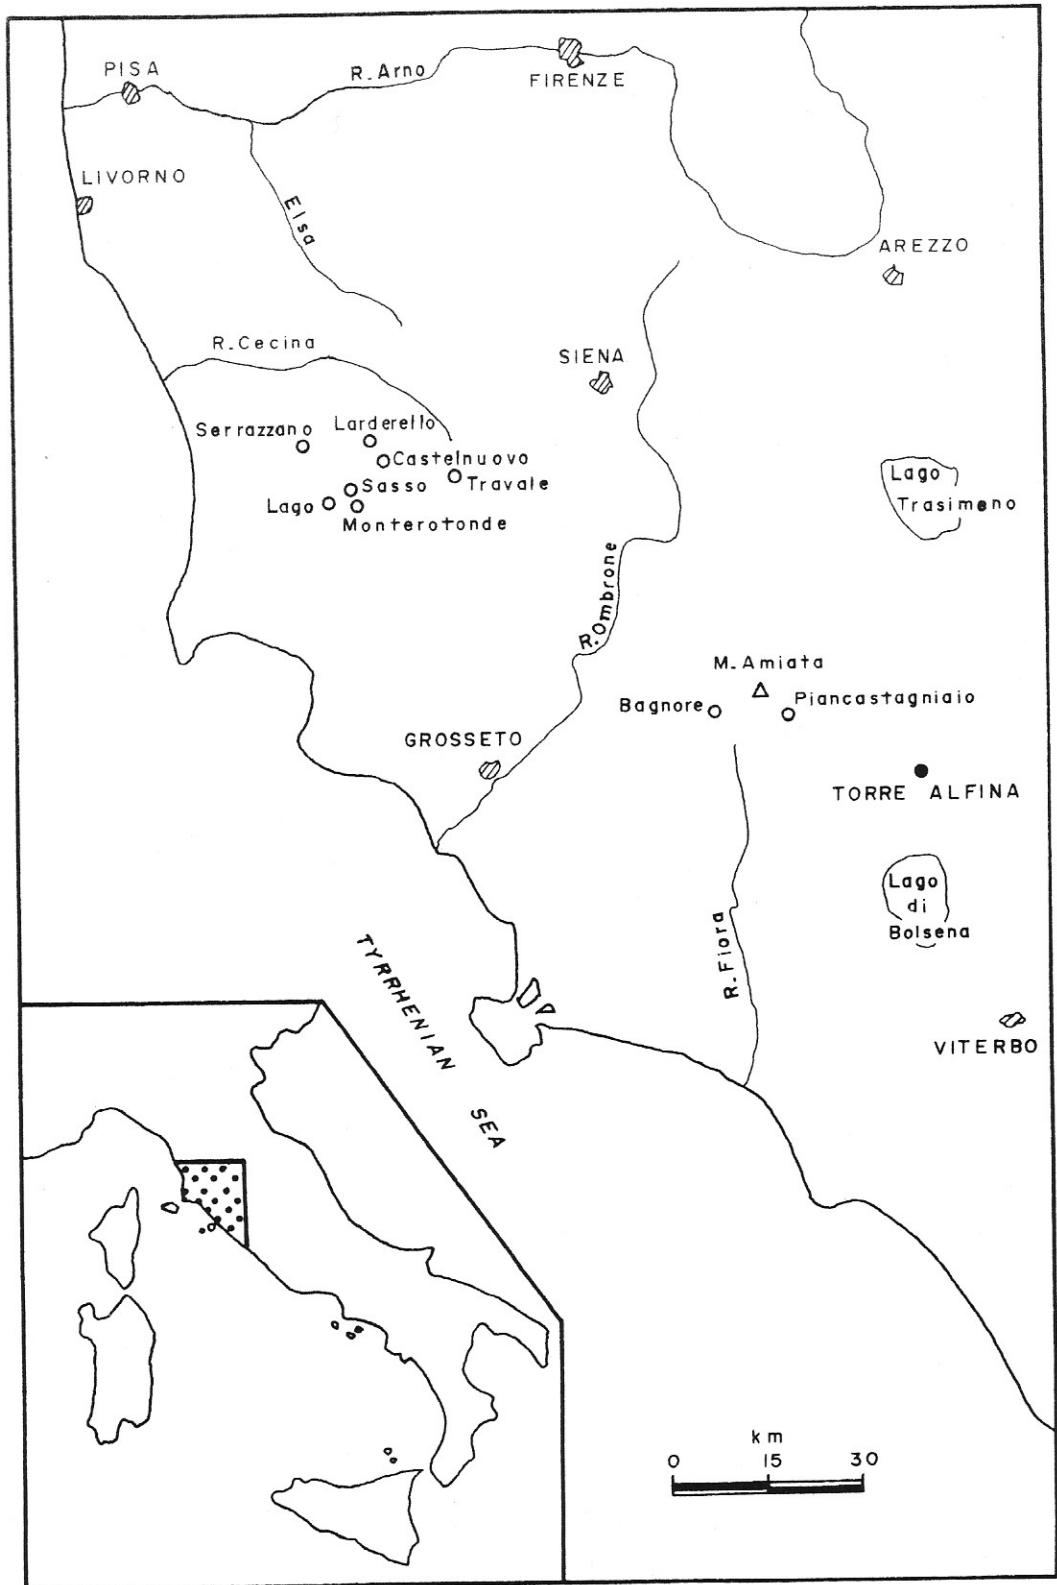 PISA
R. Arno
FIRENZE
LIVORNO
Elsa
AREZZO
R. Cecina
SIENA
Serrazzano
Larderello
Castelnuovo
Travale
Sasso
Lago
Monterotonde
Lago
Trasimeno
R. Ombrone
M. Amiata
Bagnore
Piancastagniaio
GROSSETO
TORRE ALFINA
Lago
di
Bolsena
R. Fiora
TYRRHENIAN
SEA
VITERBO
km
0 15 30